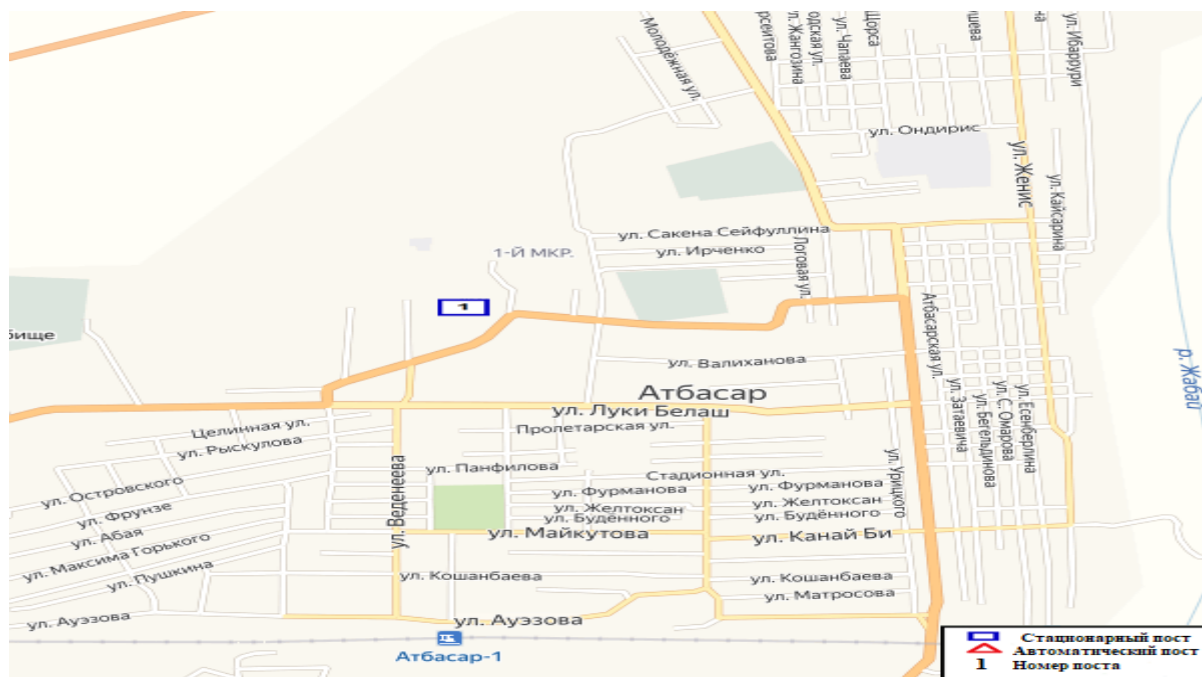 Молодёжная ул.
ул. Жангозина
ул. Чапаева
Щорса
ул. Ибаррури
ул. Ондирис
ул. Женис
ул. Кайсарина
ул. Сакена Сейфуллина
ул. Ирченко
Логовая ул.
1-Й МКР.
1
бище
Атбасарская ул.
р. Жабай
ул. Валиханова
Атбасар
ул. Луки Белаш
Пролетарская ул.
Целинная ул.
ул. Рыскулова
ул. Затаевича
ул. Бегельдинова
ул. С. Омарова
ул. Есенберлина
ул. Панфилова
Стадионная ул.
ул. Урицкого
ул. Островского
ул. Фурманова
ул. Фурманова
ул. Фрунзе
ул. Желтоксан
ул. Желтоксан
ул. Абая
ул. Веденеева
ул. Будённого
ул. Будённого
ул. Майкутова
ул. Канай Би
ул. Максима Горького
ул. Пушкина
ул. Кошанбаева
ул. Кошанбаева
ул. Матросова
ул. Ауэзова
ул. Ауэзова
Атбасар-1
Стационарный пост
Автоматический пост
1 Номер поста